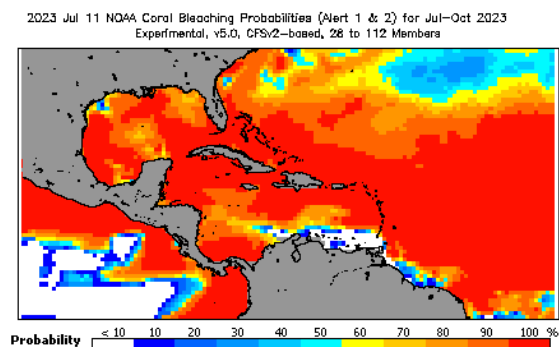 2023 Jul 11 NOAA Coral Bleaching Probabilities (Alert 1 & 2) for Jul-Oct 2023
Experimental, v5.0, CFSv2-based, 28 to 112 Members
Probability < 10 10 20 30 40 50 60 70 80 90 100 %